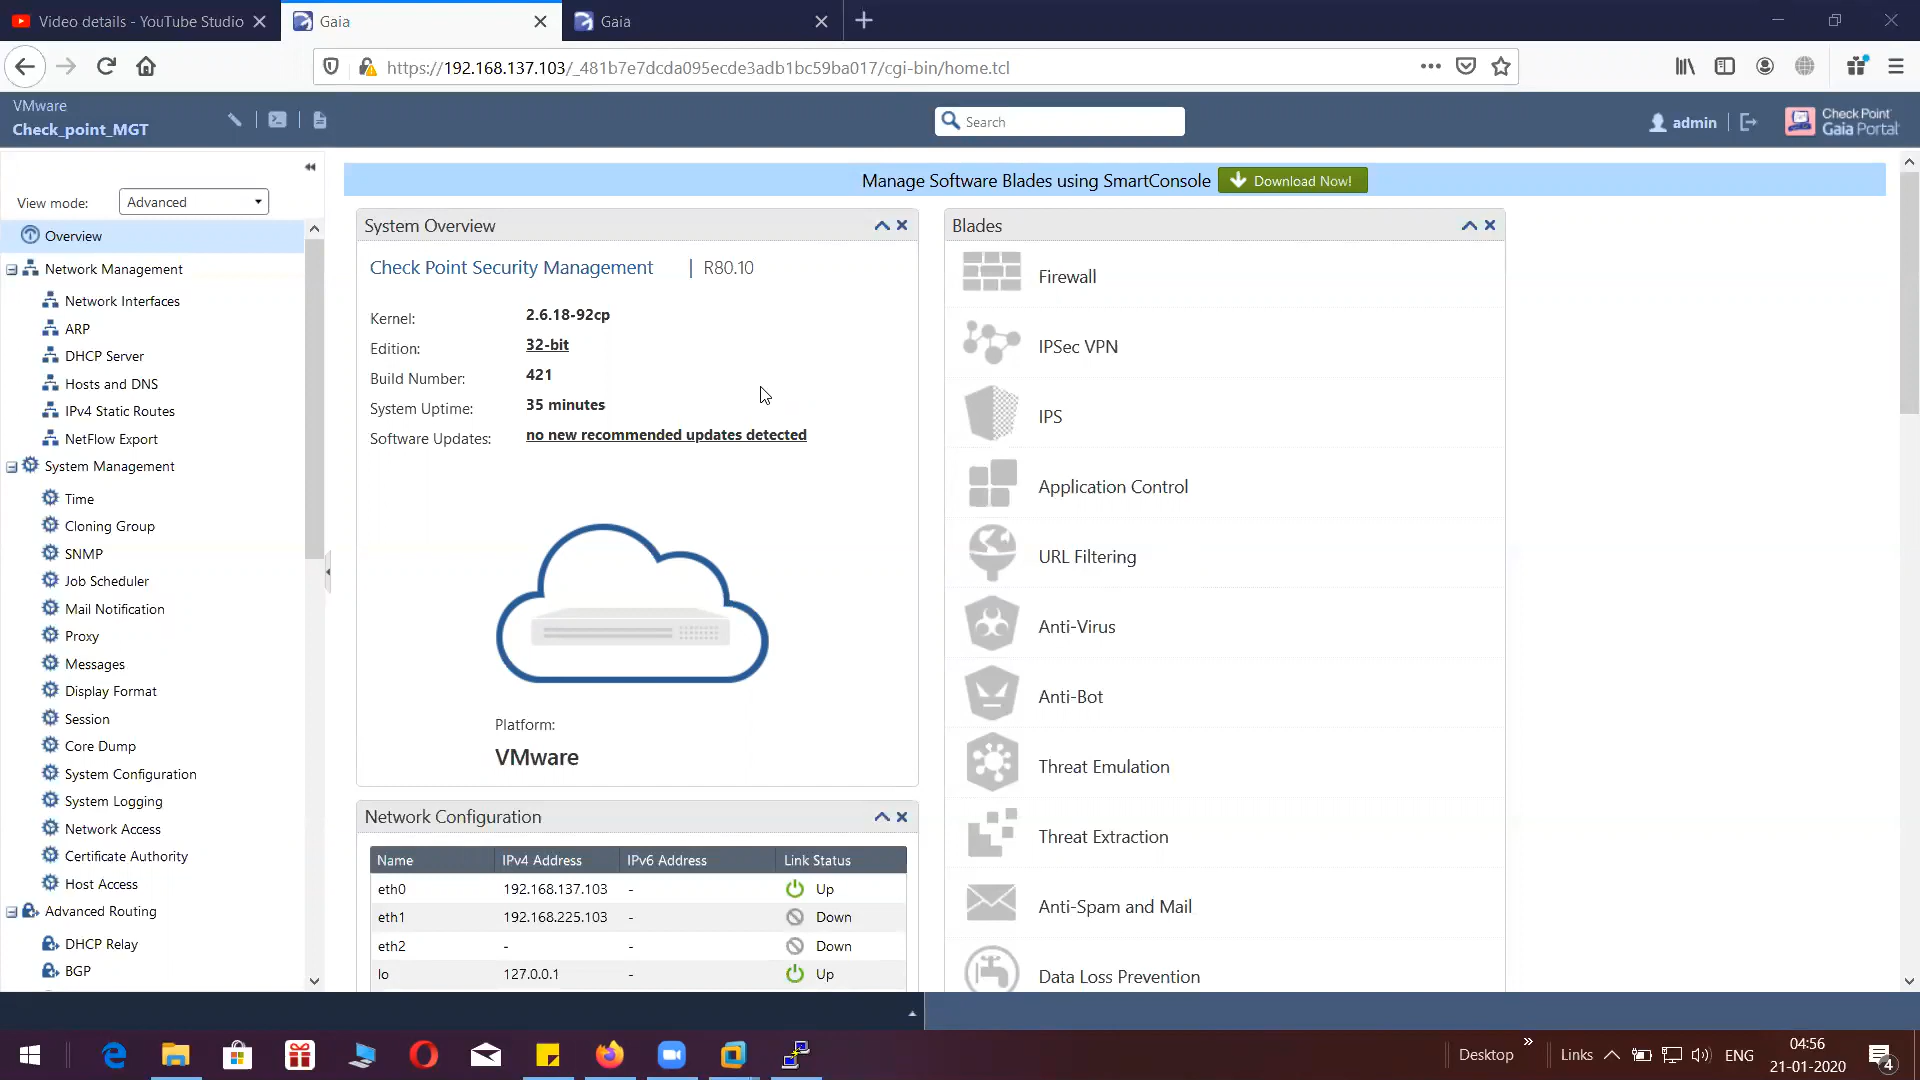 Video details - YouTube Studio
Gaia
Gaia
https://192.168.137.103/_481b7e7dcda095ecde3adb1bc59ba017/cgi-bin/home.tcl
VMware
Check_point_MGT
Search
admin
Check Point
Gaia Portal
View mode:
Advanced
Overview
Network Management
Network Interfaces
ARP
DHCP Server
Hosts and DNS
IPv4 Static Routes
NetFlow Export
System Management
Time
Cloning Group
SNMP
Job Scheduler
Mail Notification
Proxy
Messages
Display Format
Session
Core Dump
System Configuration
System Logging
Network Access
Certificate Authority
Host Access
Advanced Routing
DHCP Relay
BGP
Manage Software Blades using SmartConsole
Download Now!
System Overview
Check Point Security Management | R80.10
Kernel: 2.6.18-92cp
Edition: 32-bit
Build Number: 421
System Uptime: 35 minutes
Software Updates: no new recommended updates detected
Platform:
VMware
Network Configuration
Name IPv4 Address IPv6 Address Link Status
eth0 192.168.137.103 - Up
eth1 192.168.225.103 - Down
eth2 - - Down
lo 127.0.0.1 - Up
Blades
Firewall
IPSec VPN
IPS
Application Control
URL Filtering
Anti-Virus
Anti-Bot
Threat Emulation
Threat Extraction
Anti-Spam and Mail
Data Loss Prevention
Desktop
Links
ENG
04:56
21-01-2020
4